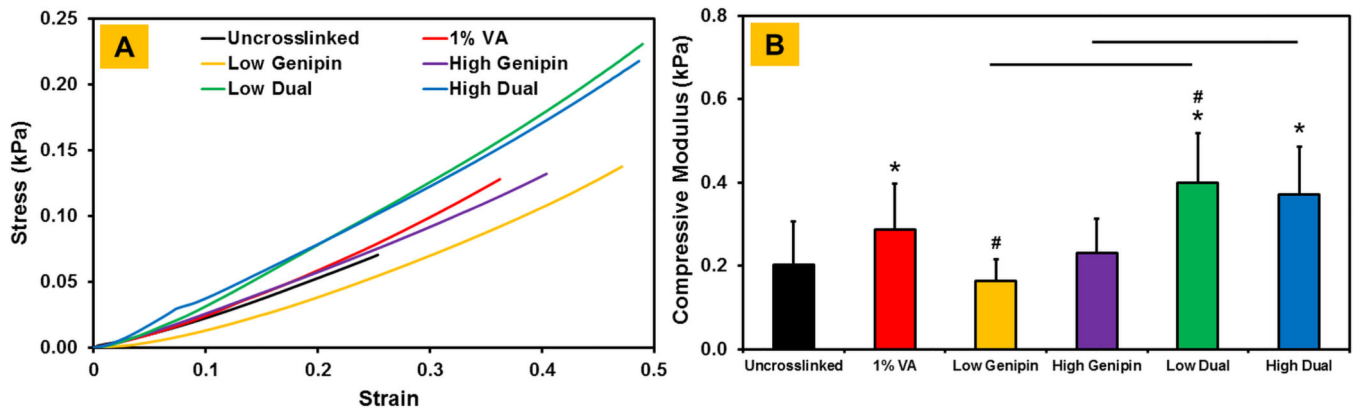 A
Uncrosslinked
1% VA
Low Genipin
High Genipin
Low Dual
High Dual
Stress (kPa)
0.25
0.20
0.15
0.10
0.05
0.00
0
0.1
0.2
0.3
0.4
0.5
Strain
B
Compressive Modulus (kPa)
0.8
0.6
0.4
0.2
0.0
*
#
#
*
*
Uncrosslinked
1% VA
Low Genipin
High Genipin
Low Dual
High Dual